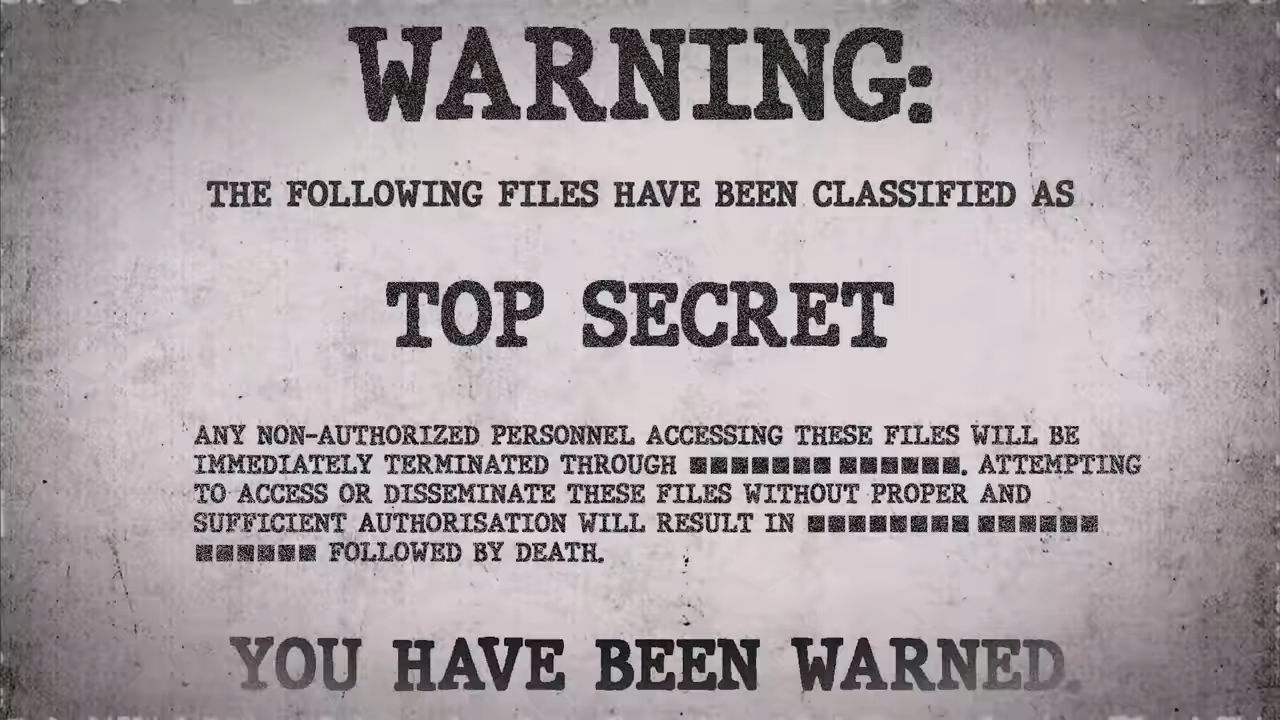 WARNING:
THE FOLLOWING FILES HAVE BEEN CLASSIFIED AS
TOP SECRET
ANY NON-AUTHORIZED PERSONNEL ACCESSING THESE FILES WILL BE
IMMEDIATELY TERMINATED THROUGH ■■■■■■■ ■■■■■■. ATTEMPTING
TO ACCESS OR DISSEMINATE THESE FILES WITHOUT PROPER AND
SUFFICIENT AUTHORISATION WILL RESULT IN ■■■■■■■■ ■■■■■■
■■■■■■ FOLLOWED BY DEATH.
YOU HAVE BEEN WARNED.